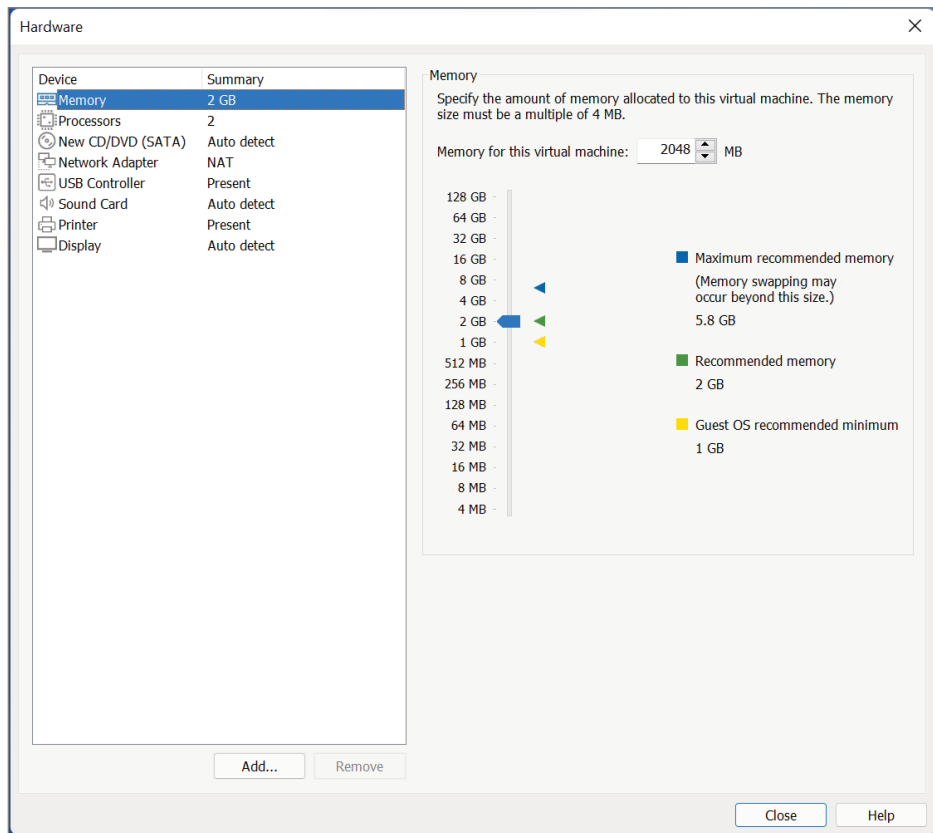 Hardware
Device Summary
Memory 2 GB
Processors 2
New CD/DVD (SATA) Auto detect
Network Adapter NAT
USB Controller Present
Sound Card Auto detect
Printer Present
Display Auto detect
Add... Remove
Memory
Specify the amount of memory allocated to this virtual machine. The memory
size must be a multiple of 4 MB.
Memory for this virtual machine: 2048 MB
128 GB
64 GB
32 GB
16 GB
8 GB
4 GB
2 GB
1 GB
512 MB
256 MB
128 MB
64 MB
32 MB
16 MB
8 MB
4 MB
Maximum recommended memory
(Memory swapping may
occur beyond this size.)
5.8 GB
Recommended memory
2 GB
Guest OS recommended minimum
1 GB
Close Help